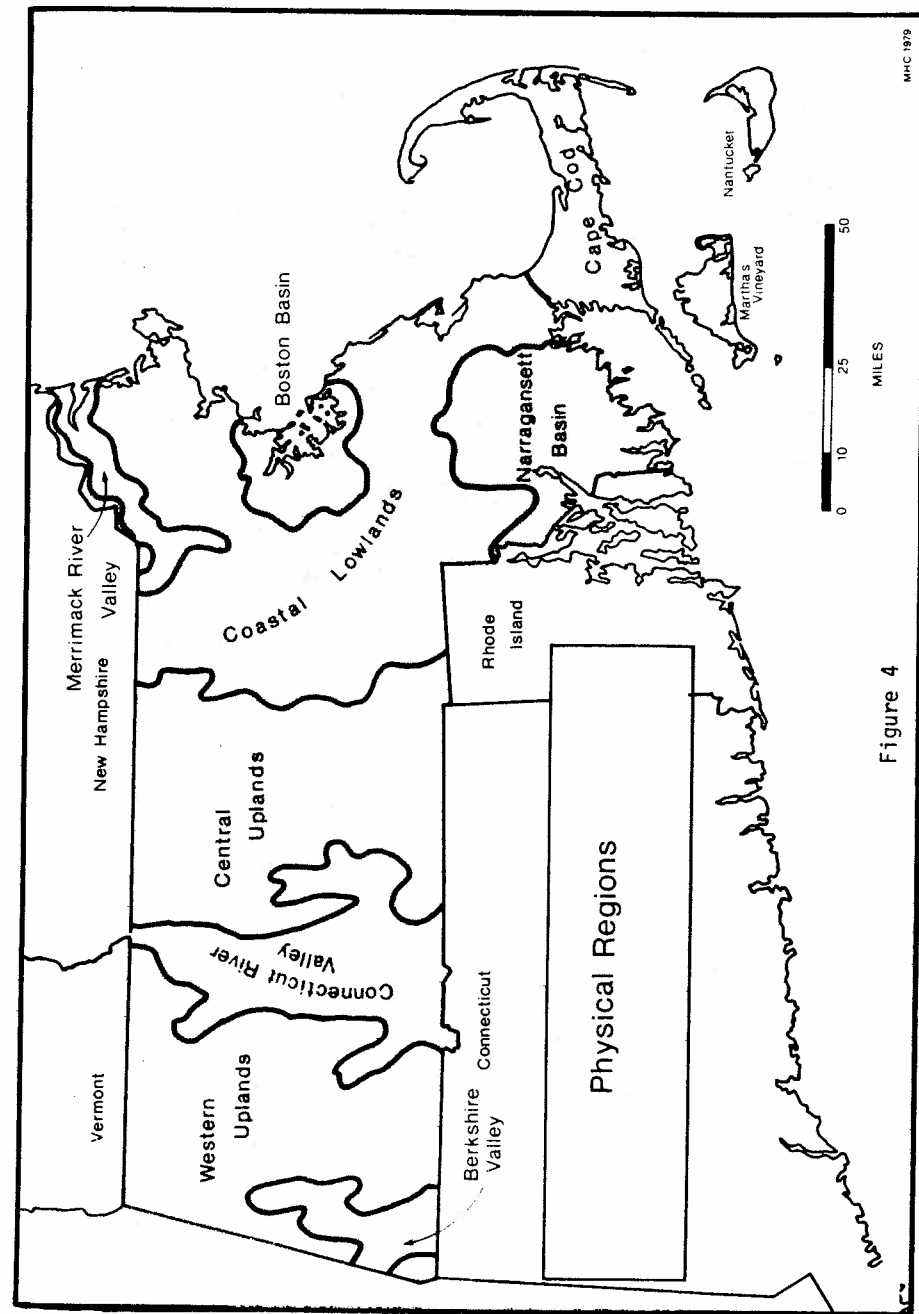 Vermont
New Hampshire
Merrimack River
Valley
Western
Uplands
Connecticut River
Valley
Central
Uplands
Coastal Lowlands
Boston Basin
Berkshire
Valley
Connecticut
Rhode
Island
Narragansett
Basin
Cape Cod
Physical Regions
Martha's
Vineyard
Nantucket
0 10 25 50
MILES
Figure 4
MHC 1979